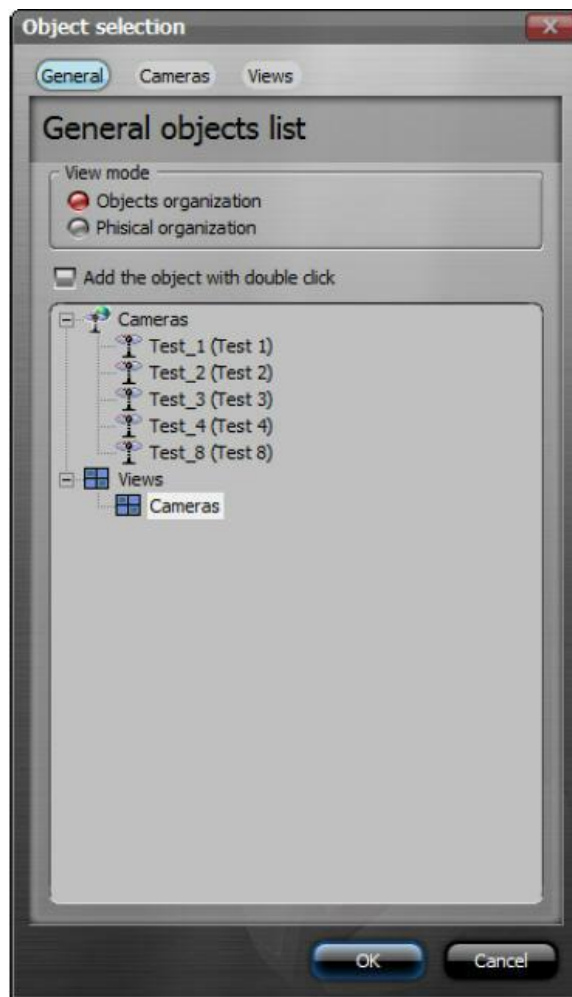 Object selection
General Cameras Views
General objects list
View mode
Objects organization
Phisical organization
Add the object with double click
Cameras
Test_1 (Test 1)
Test_2 (Test 2)
Test_3 (Test 3)
Test_4 (Test 4)
Test_8 (Test 8)
Views
Cameras
OK Cancel